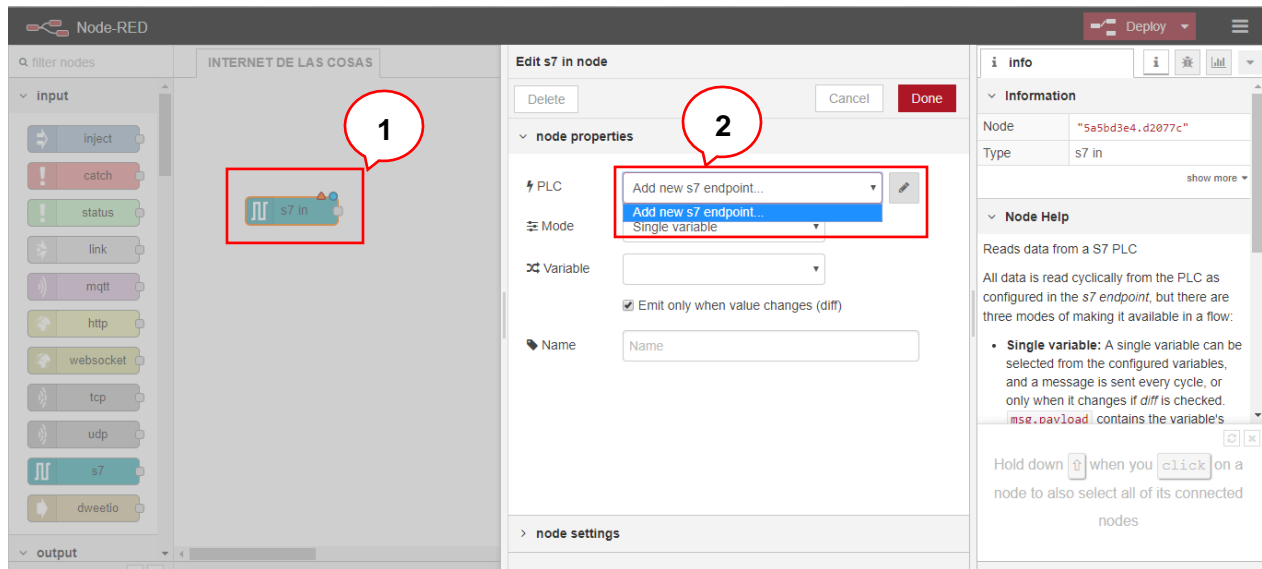 Node-RED
Deploy
filter nodes
input
inject
catch
status
link
mqtt
http
websocket
tcp
udp
s7
dweetio
output
INTERNET DE LAS COSAS
1
s7 in
Edit s7 in node
Delete
Cancel
Done
2
node properties
PLC
Add new s7 endpoint...
Add new s7 endpoint...
Mode
Single variable
Variable
Emit only when value changes (diff)
Name
Name
node settings
i info
i
Information
Node
"5a5bd3e4.d2077c"
Type
s7 in
show more
Node Help
Reads data from a S7 PLC
All data is read cyclically from the PLC as
configured in the s7 endpoint, but there are
three modes of making it available in a flow:
• Single variable: A single variable can be
selected from the configured variables,
and a message is sent every cycle, or
only when it changes if diff is checked.
msg.payload contains the variable's
Hold down ⇧ when you click on a
node to also select all of its connected
nodes